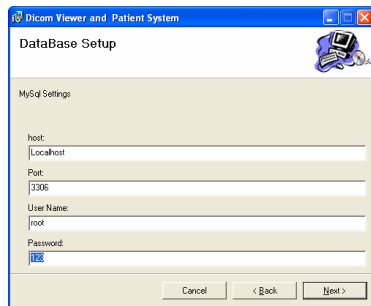 Dicom Viewer and Patient System
DataBase Setup
MySql Settings
host:
Localhost
Port:
3306
User Name:
root
Password:
123
Cancel
< Back
Next >